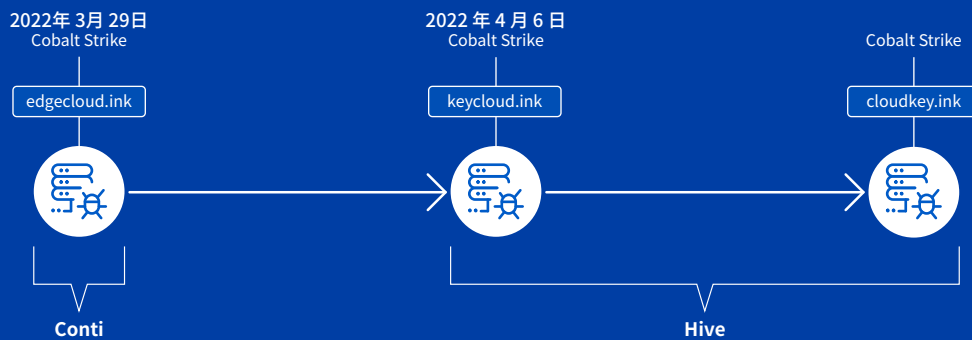 2022年 3月 29日
Cobalt Strike
edgecloud.ink
Conti
2022 年 4 月 6 日
Cobalt Strike
keycloud.ink
Cobalt Strike
cloudkey.ink
Hive